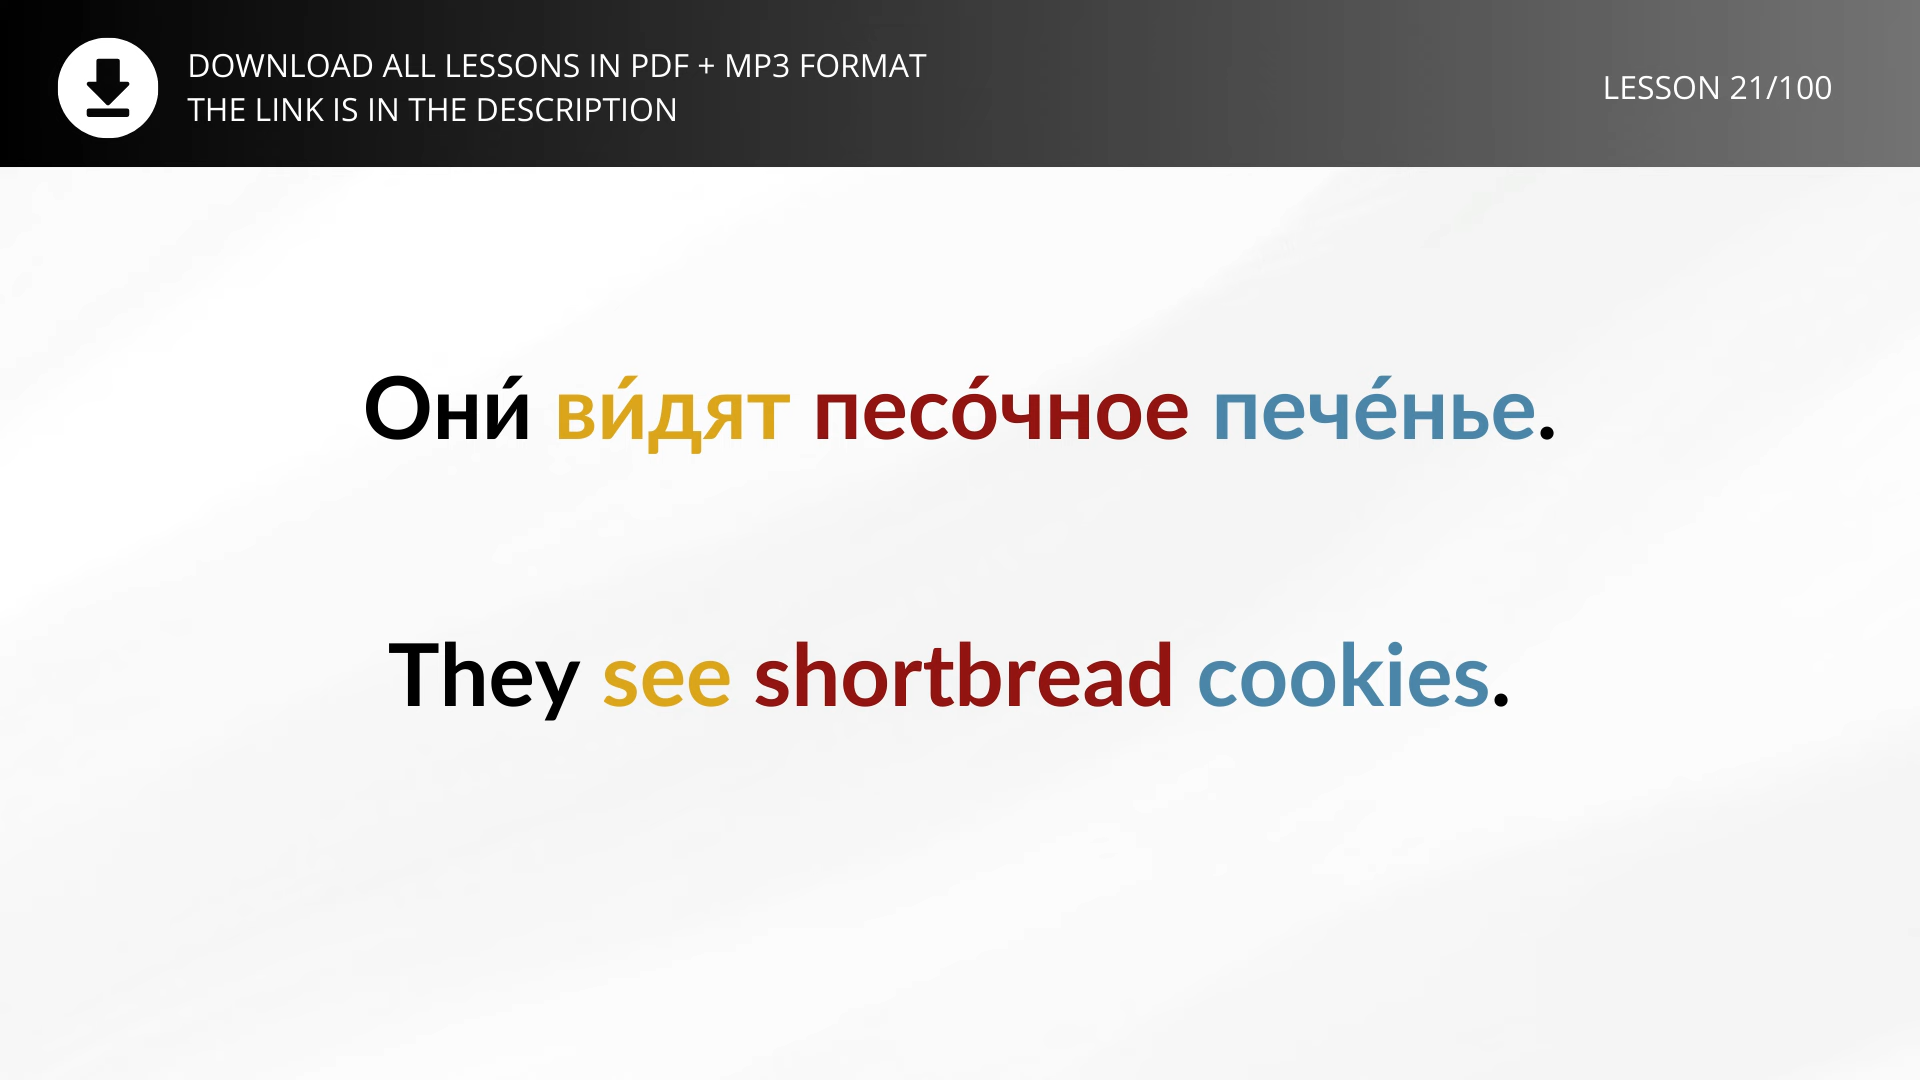 DOWNLOAD ALL LESSONS IN PDF + MP3 FORMAT
THE LINK IS IN THE DESCRIPTION
LESSON 21/100
Они́ ви́дят песо́чное пече́нье.
They see shortbread cookies.